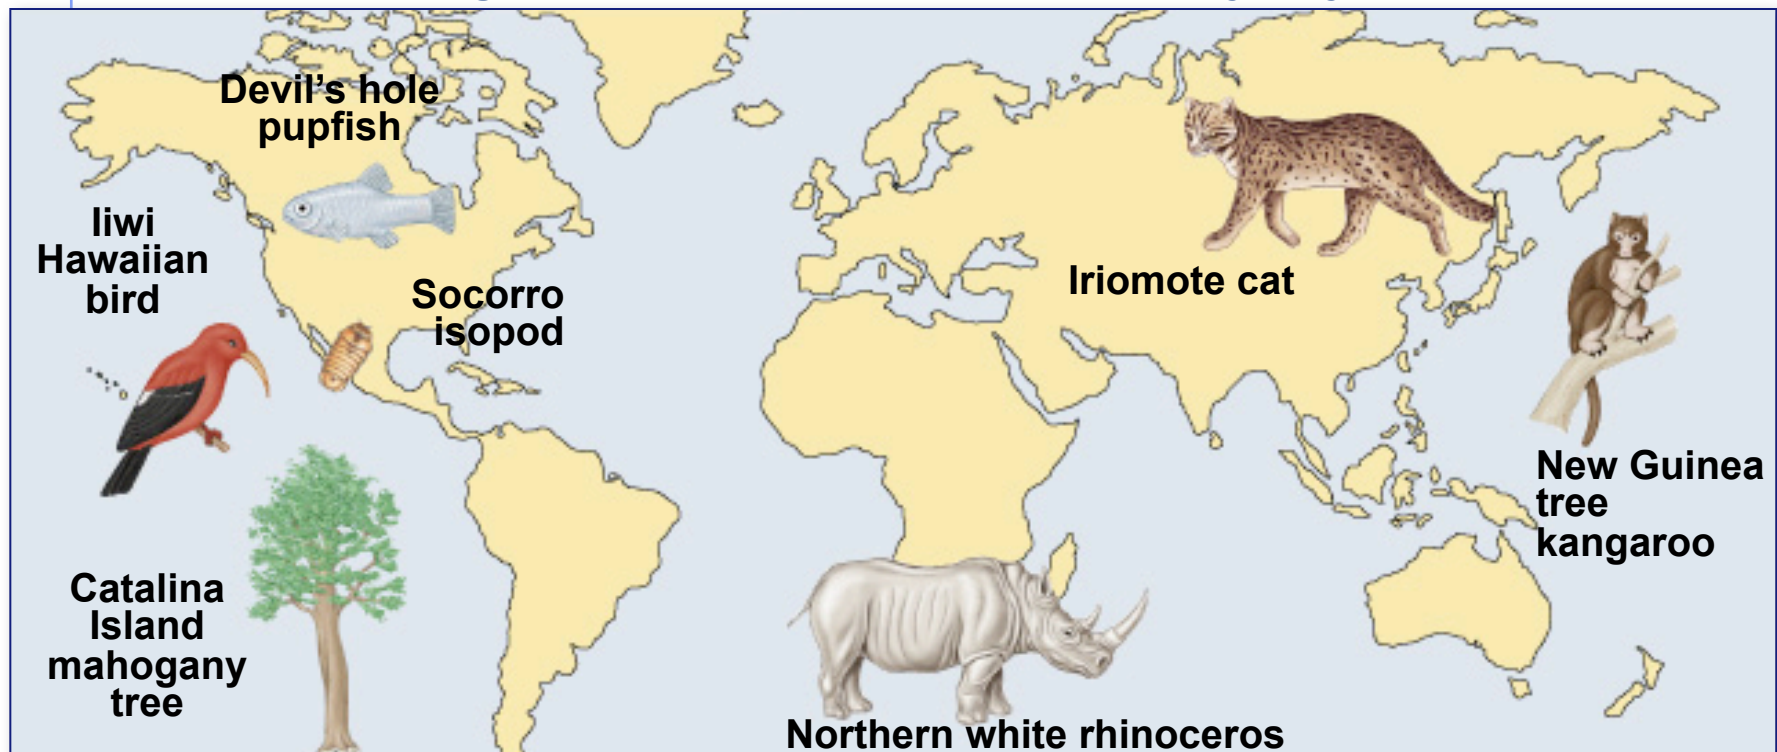 Devil's hole
pupfish
Iiwi
Hawaiian
bird
Socorro
isopod
Iriomote cat
New Guinea
tree
kangaroo
Catalina
Island
mahogany
tree
Northern white rhinoceros